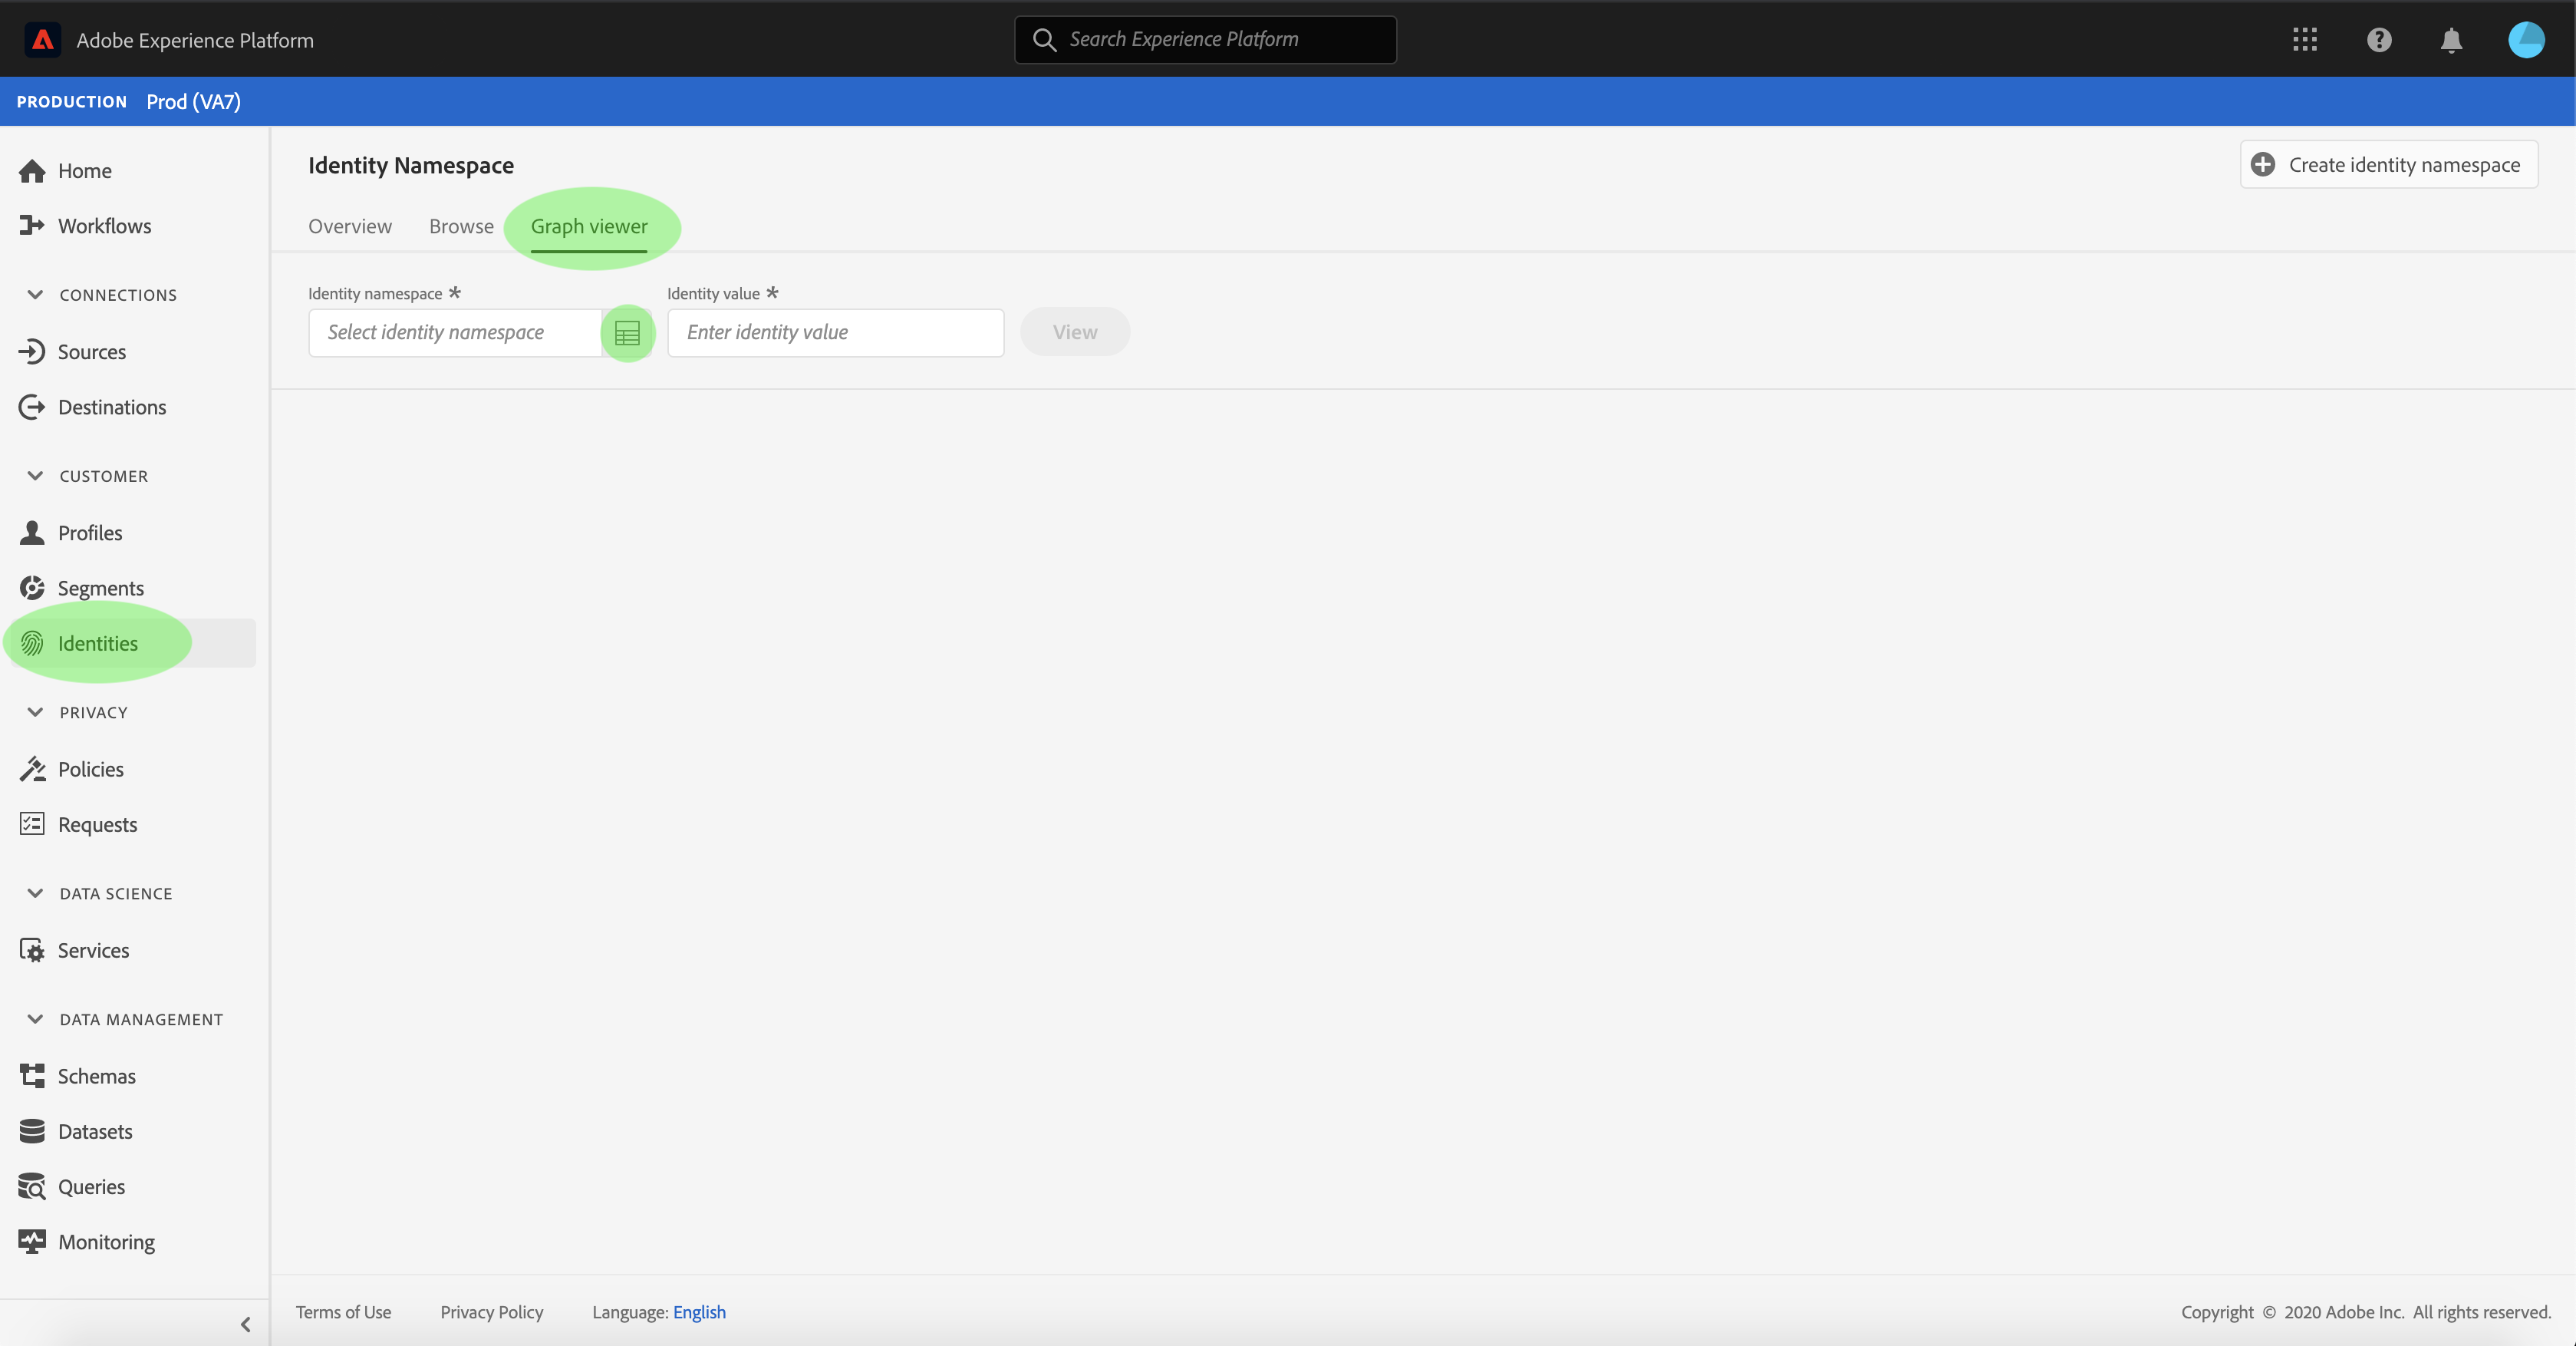 Adobe Experience Platform
Search Experience Platform
PRODUCTION Prod (VA7)
Home
Workflows
CONNECTIONS
Sources
Destinations
CUSTOMER
Profiles
Segments
Identities
PRIVACY
Policies
Requests
DATA SCIENCE
Services
DATA MANAGEMENT
Schemas
Datasets
Queries
Monitoring
Identity Namespace
Create identity namespace
Overview Browse Graph viewer
Identity namespace * Identity value *
Select identity namespace Enter identity value View
Terms of Use Privacy Policy Language: English Copyright © 2020 Adobe Inc. All rights reserved.